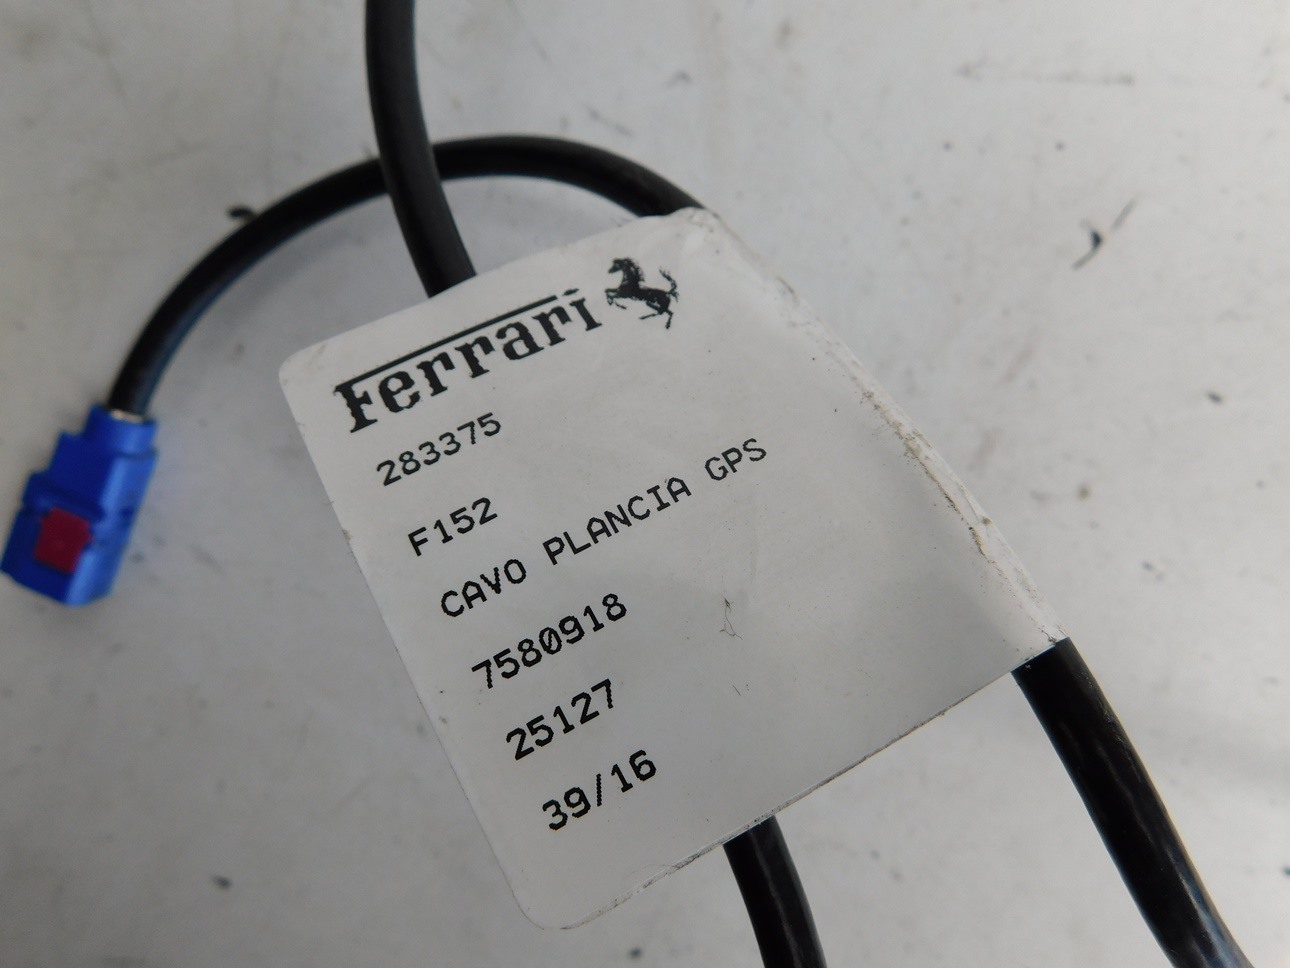 Ferrari
283375
F152
CAVO PLANCIA GPS
7580918
25127
39/16